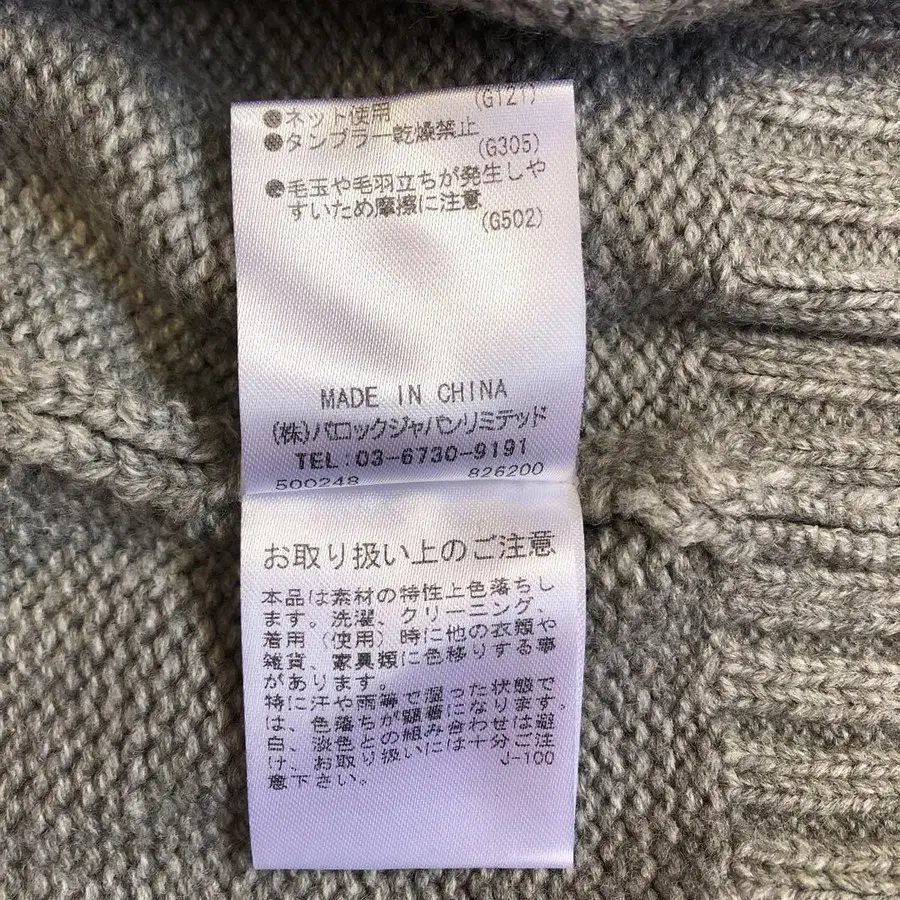 (G121)
●ネット使用
●タンブラー乾燥禁止
(G305)
●毛玉や毛羽立ちが発生しや
すいため摩擦に注意
(G502)
MADE IN CHINA
(株)バロックジャパンリミテッド
TEL:03-6730-9191
500248 826200
お取り扱い上のご注意
本品は素材の特性上色落ちし
ます。洗濯、クリーニング、
着用(使用)時に他の衣類や
雑貨、家具類に色移りする事
があります。
特に汗や雨等で湿った状態で
は、色落ちが顕著になります。
白、淡色との組み合わせは避
け、お取り扱いには十分ご注
意下さい。
J-100